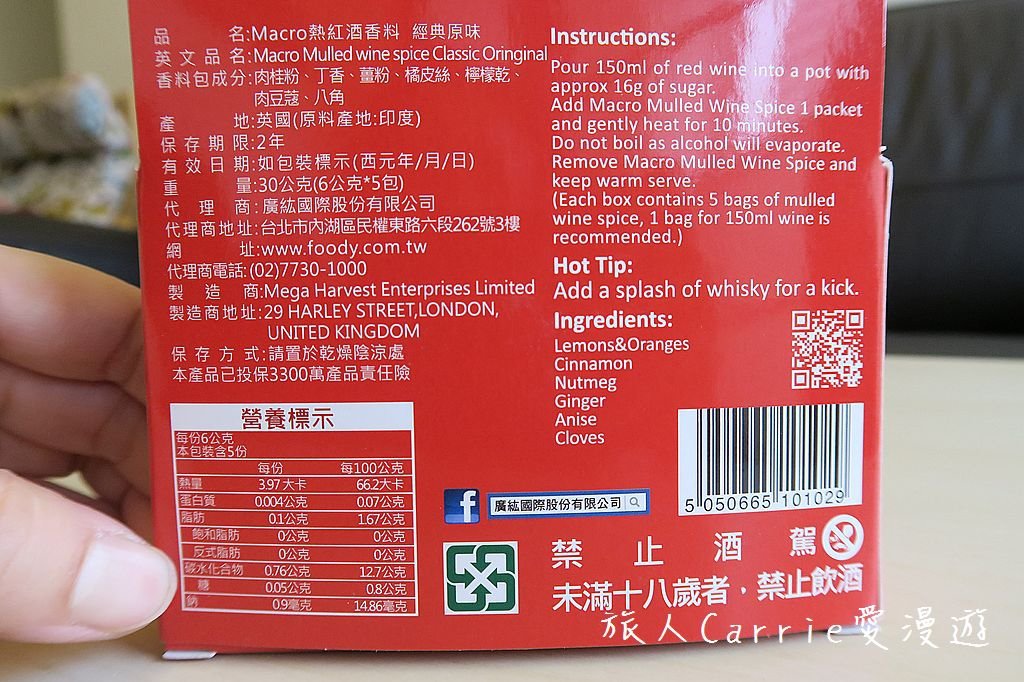 品 名:Macro熱紅酒香料 經典原味
英文品名:Macro Mulled wine spice Classic Oringinal
香料包成分:肉桂粉、丁香、薑粉、橘皮絲、檸檬乾、
肉豆蔻、八角
產 地:英國(原料產地:印度)
保存期限:2年
有效日期:如包裝標示(西元年/月/日)
重 量:30公克(6公克*5包)
代理商:廣紘國際股份有限公司
代理商地址:台北市內湖區民權東路六段262號3樓
網 址:www.foody.com.tw
代理商電話:(02)7730-1000
製造商:Mega Harvest Enterprises Limited
製造商地址:29 HARLEY STREET,LONDON,
UNITED KINGDOM
保存方式:請置於乾燥陰涼處
本產品已投保3300萬產品責任險
營養標示
每份6公克
本包裝含5份
每份 每100公克
熱量 3.97大卡 66.2大卡
蛋白質 0.004公克 0.07公克
脂肪 0.1公克 1.67公克
飽和脂肪 0公克 0公克
反式脂肪 0公克 0公克
碳水化合物 0.76公克 12.7公克
糖 0.05公克 0.8公克
鈉 0.9毫克 14.86毫克
Instructions:
Pour 150ml of red wine into a pot with
approx 16g of sugar.
Add Macro Mulled Wine Spice 1 packet
and gently heat for 10 minutes.
Do not boil as alcohol will evaporate.
Remove Macro Mulled Wine Spice and
keep warm serve.
(Each box contains 5 bags of mulled
wine spice, 1 bag for 150ml wine is
recommended.)
Hot Tip:
Add a splash of whisky for a kick.
Ingredients:
Lemons&Oranges
Cinnamon
Nutmeg
Ginger
Anise
Cloves
5 050665 101029
f 廣紘國際股份有限公司
禁止酒駕
未滿十八歲者，禁止飲酒
旅人Carrie愛漫遊